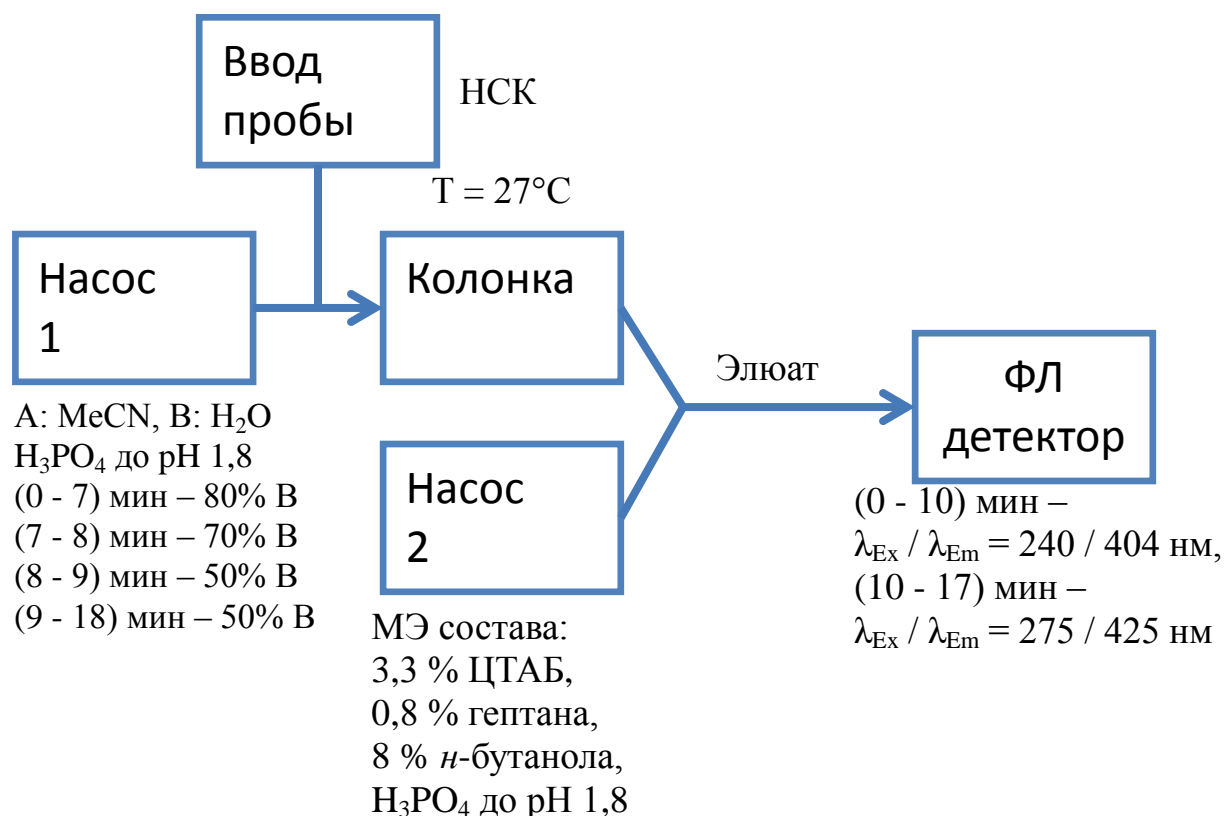 Ввод
пробы
НСК
T = 27°C
Насос
1
Колонка
Элюат
ФЛ
детектор
А: MeCN, В: H₂O
H₃PO₄ до pH 1,8
(0 - 7) мин – 80% В
(7 - 8) мин – 70% В
(8 - 9) мин – 50% В
(9 - 18) мин – 50% В
Насос
2
(0 - 10) мин –
λEx / λEm = 240 / 404 нм,
(10 - 17) мин –
λEx / λEm = 275 / 425 нм
МЭ состава:
3,3 % ЦТАБ,
0,8 % гептана,
8 % н-бутанола,
H₃PO₄ до pH 1,8